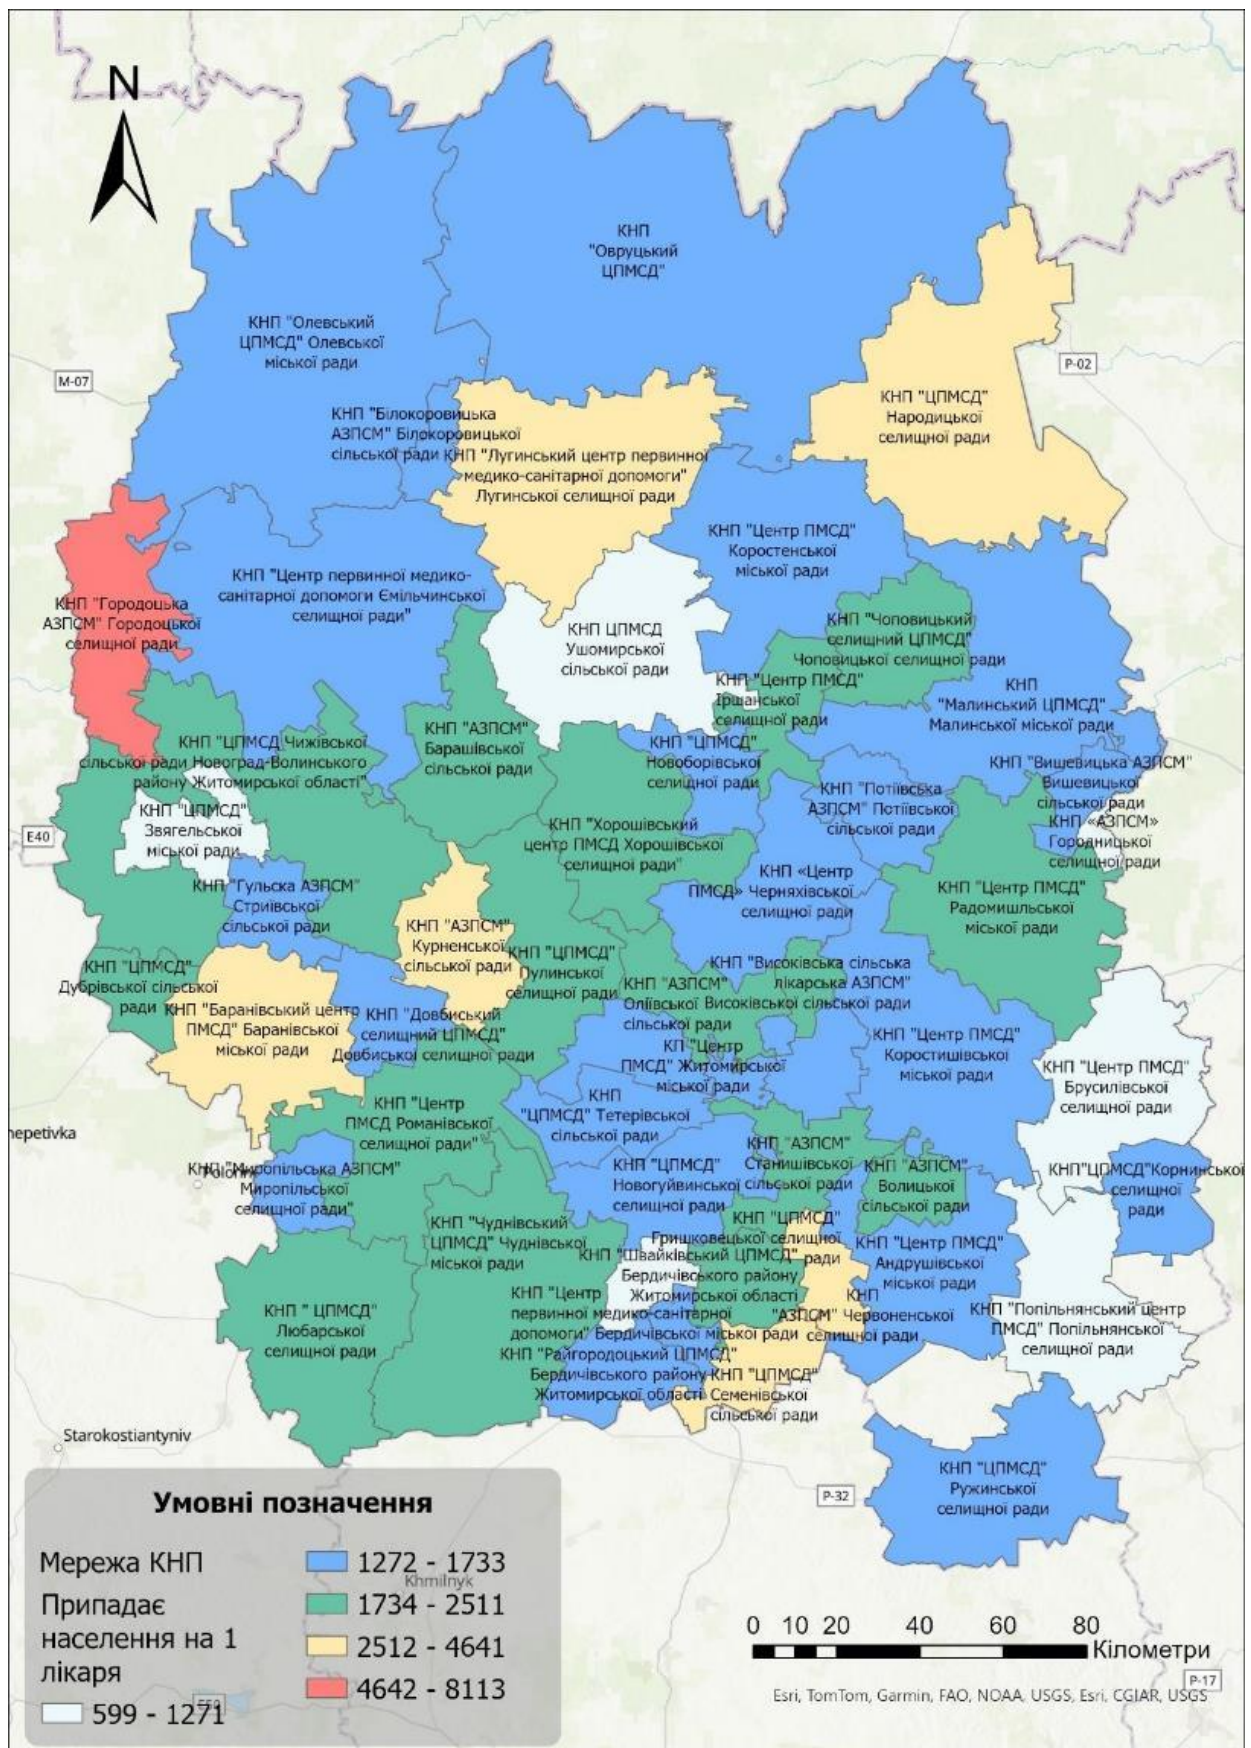 N
КНП
"Овруцький
ЦПМСД"
КНП "Олевський
ЦПМСД" Олевської
міської ради
M-07
P-02
КНП "ЦПМСД"
Народицької
селищної ради
КНП "Білокоровицька
АЗПСМ" Білокоровицької
сільської ради
КНП "Лугинський центр первинної
медико-санітарної допомоги"
Лугинської селищної ради
КНП "Центр ПМСД"
Коростенської
міської ради
КНП "Центр первинної медико-
санітарної допомоги Ємільчинської
селищної ради"
КНП "Городоцька
АЗПСМ" Городоцької
селищної ради
КНП ЦПМСД
Ушомирської
сільської ради
КНП "Чоповицький
селищний ЦПМСД"
Чоповицької селищної ради
КНП "Центр ПМСД"
Іршанської
селищної ради
КНП
"Малинський ЦПМСД"
Малинської міської ради
КНП "АЗПСМ"
Барашівської
сільської ради
КНП "ЦПМСД Чижівської
сільської ради Новоград-Волинського
району Житомирської області"
КНП "ЦПМСД"
Новоборівської
селищної ради
КНП "Вишевицька АЗПСМ"
Вишевицької
сільської ради
КНП "Потіївська
АЗПСМ" Потіївської
сільської ради
КНП "ЦПМСД"
Звягельської
міської ради
E40
КНП "Хорошівський
центр ПМСД Хорошівської
селищної ради"
КНП «АЗПСМ»
Городницької
селищної ради
КНП «Центр
ПМСД» Черняхівської
селищної ради
КНП "Гульска АЗПСМ"
Стриївської
сільської ради
КНП "Центр ПМСД"
Радомишльської
міської ради
КНП "АЗПСМ"
Курненської
сільської ради
КНП "ЦПМСД"
Пулинської
селищної ради
КНП "Високівська сільська
лікарська АЗПСМ"
Високівської сільської ради
КНП "АЗПСМ"
Оліївської
сільської ради
КНП "ЦПМСД"
Дубрівської сільської
ради
КНП "Баранівський центр
ПМСД" Баранівської
міської ради
КНП "Довбиський
селищний ЦПМСД"
Довбиської селищної ради
КП "Центр
ПМСД" Житомирської
міської ради
КНП "Центр ПМСД"
Коростишівської
міської ради
КНП "Центр ПМСД"
Брусилівської
селищної ради
КНП "Центр
ПМСД Романівської
селищної ради"
КНП
"ЦПМСД" Тетерівської
сільської ради
hepetivka
КНП "Миропільська АЗПСМ"
Миропільської
селищної ради"
КНП "ЦПМСД"
Новогуйвинської
селищної ради
КНП "АЗПСМ"
Станишівської
сільської ради
КНП "АЗПСМ"
Волицької
сільської ради
КНП"ЦПМСД"Корнинської
селищної
ради
КНП "Чуднівський
ЦПМСД" Чуднівської
міської ради
КНП "ЦПМСД"
Гришковецької селищної
ради
КНП "Швайківський ЦПМСД"
Бердичівського району
Житомирської області
КНП "Центр ПМСД"
Андрушівської
міської ради
КНП "Центр
первинної медико-санітарної
допомоги" Бердичівської міської ради
КНП
"АЗПСМ" Червоненської
селищної ради
КНП "Попільнянський центр
ПМСД" Попільнянської
селищної ради
КНП " ЦПМСД"
Любарської
селищної ради
КНП "Райгородоцький ЦПМСД"
Бердичівського району
Житомирської області
КНП "ЦПМСД"
Семенівської
сільської ради
Starokostiantyniv
КНП "ЦПМСД"
Ружинської
селищної ради
P-32
Умовні позначення
Мережа КНП
Припадає
населення на 1
лікаря
599 - 1271
1272 - 1733
1734 - 2511
2512 - 4641
4642 - 8113
Khmilnyk
0 10 20 40 60 80
Кілометри
P-17
Esri, TomTom, Garmin, FAO, NOAA, USGS, Esri, CGIAR, USGS